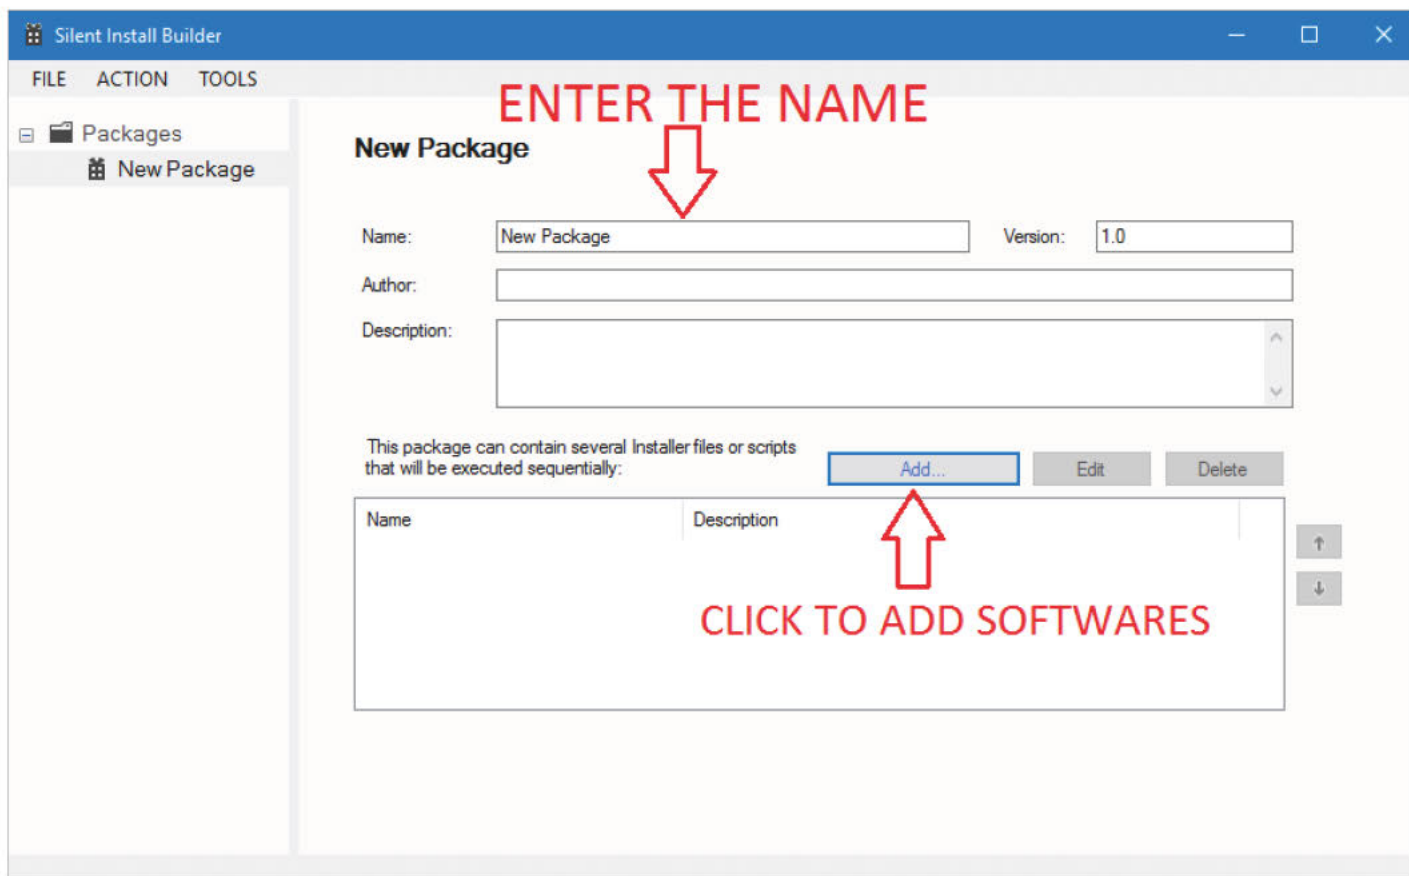 Silent Install Builder
FILE ACTION TOOLS
ENTER THE NAME
Packages
New Package
New Package
Name: New Package Version: 1.0
Author:
Description:
This package can contain several Installer files or scripts
that will be executed sequentially: Add... Edit Delete
Name Description
CLICK TO ADD SOFTWARES